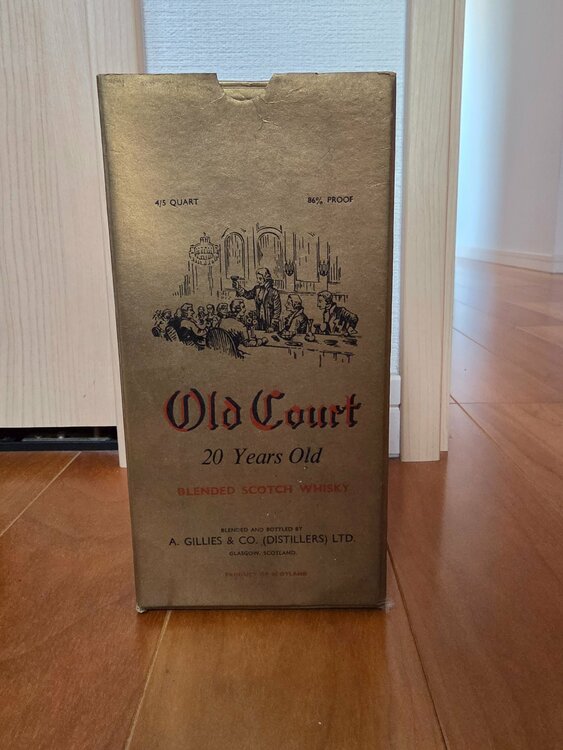 4/5 QUART 86% PROOF
Old Court
20 Years Old
BLENDED SCOTCH WHISKY
BLENDED AND BOTTLED BY
A. GILLIES & CO. (DISTILLERS) LTD.
GLASGOW, SCOTLAND.
PRODUCT OF SCOTLAND